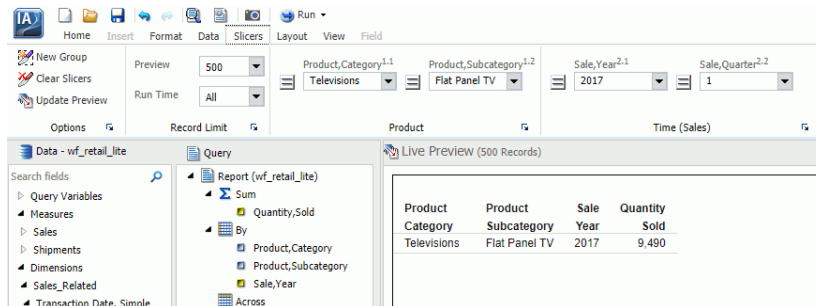 IA
Run
Home Insert Format Data Slicers Layout View Field
New Group
Clear Slicers
Update Preview
Options
Preview 500
Run Time All
Record Limit
Product,Category1.1
Televisions
Product,Subcategory1.2
Flat Panel TV
Product
Sale,Year2.1
2017
Sale,Quarter2.2
1
Time (Sales)
Data - wf_retail_lite
Search fields
Query Variables
Measures
Sales
Shipments
Dimensions
Sales_Related
Transaction Date, Simple
Query
Report (wf_retail_lite)
Sum
Quantity,Sold
By
Product,Category
Product,Subcategory
Sale,Year
Across
Live Preview (500 Records)
Product Product Sale Quantity
Category Subcategory Year Sold
Televisions Flat Panel TV 2017 9,490